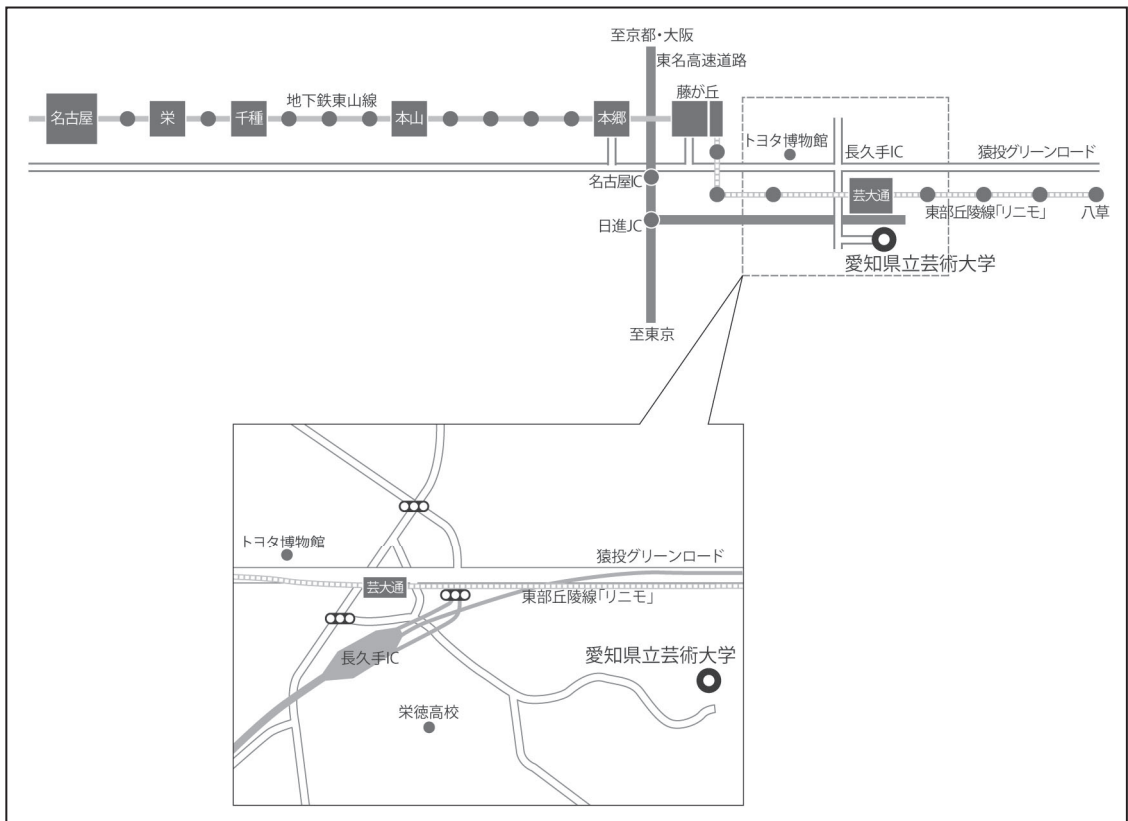 至京都・大阪
東名高速道路
藤が丘
地下鉄東山線
名古屋
栄
千種
本山
本郷
トヨタ博物館
長久手IC
猿投グリーンロード
名古屋IC
芸大通
日進JC
東部丘陵線「リニモ」
八草
愛知県立芸術大学
至東京
トヨタ博物館
猿投グリーンロード
芸大通
東部丘陵線「リニモ」
長久手IC
愛知県立芸術大学
栄徳高校